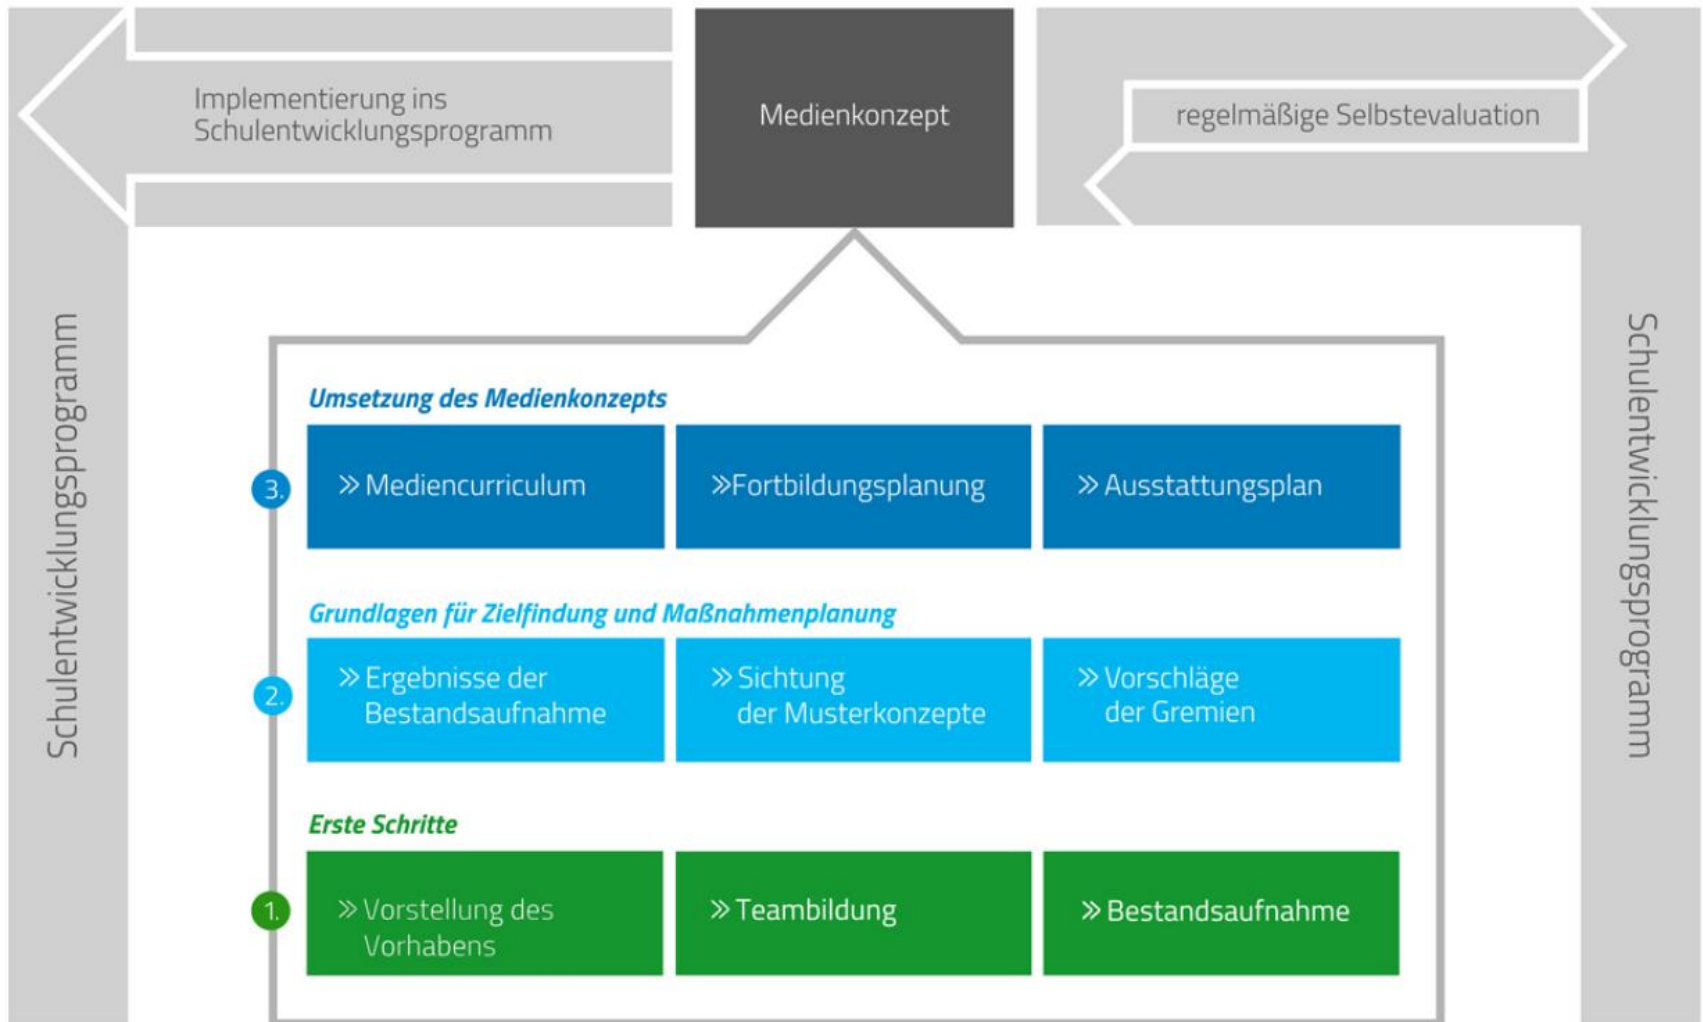 Implementierung ins
Schulentwicklungsprogramm
Medienkonzept
regelmäßige Selbstevaluation
Schulentwicklungsprogramm
Schulentwicklungsprogramm
Umsetzung des Medienkonzepts
3.
» Mediencurriculum
»Fortbildungsplanung
» Ausstattungsplan
Grundlagen für Zielfindung und Maßnahmenplanung
2.
» Ergebnisse der
Bestandsaufnahme
» Sichtung
der Musterkonzepte
» Vorschläge
der Gremien
Erste Schritte
1.
» Vorstellung des
Vorhabens
» Teambildung
» Bestandsaufnahme